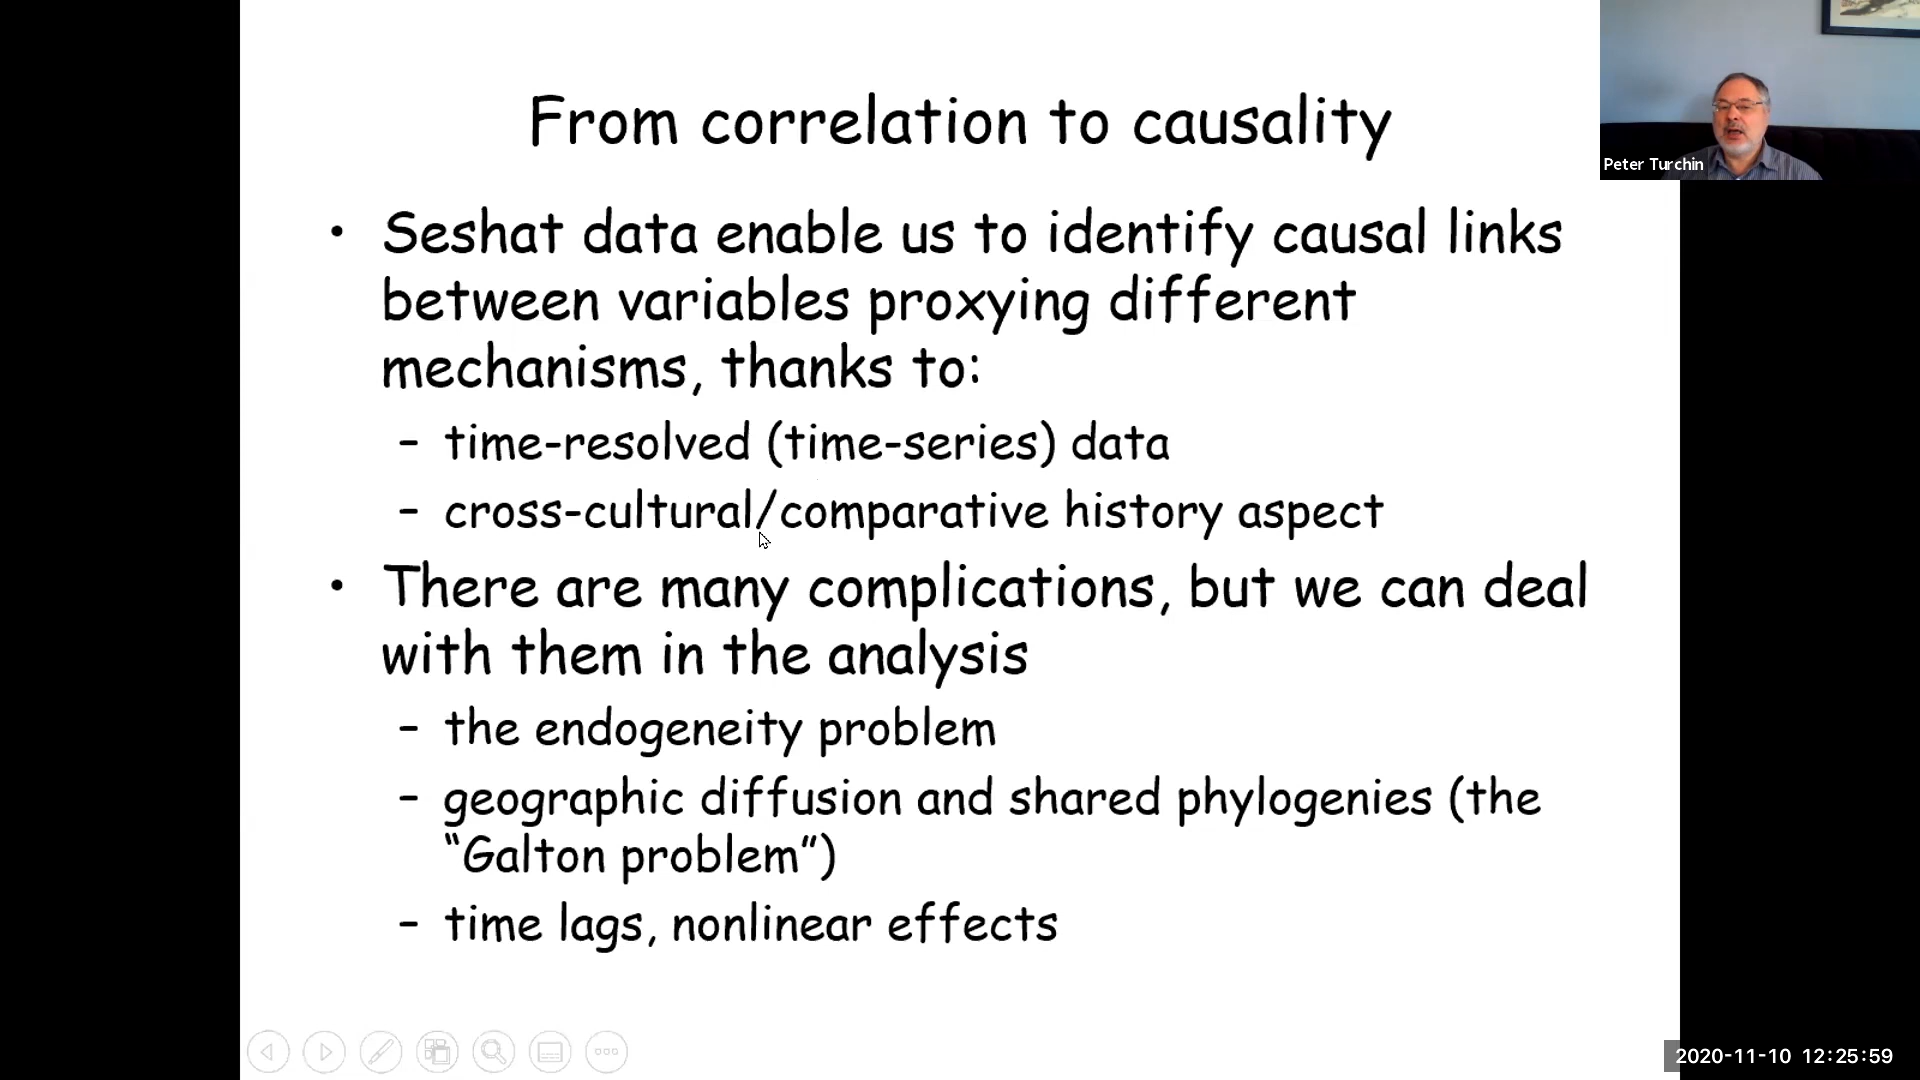 From correlation to causality
Peter Turchin
• Seshat data enable us to identify causal links
between variables proxying different
mechanisms, thanks to:
– time-resolved (time-series) data
– cross-cultural/comparative history aspect
• There are many complications, but we can deal
with them in the analysis
– the endogeneity problem
– geographic diffusion and shared phylogenies (the
“Galton problem”)
– time lags, nonlinear effects
2020-11-10 12:25:59